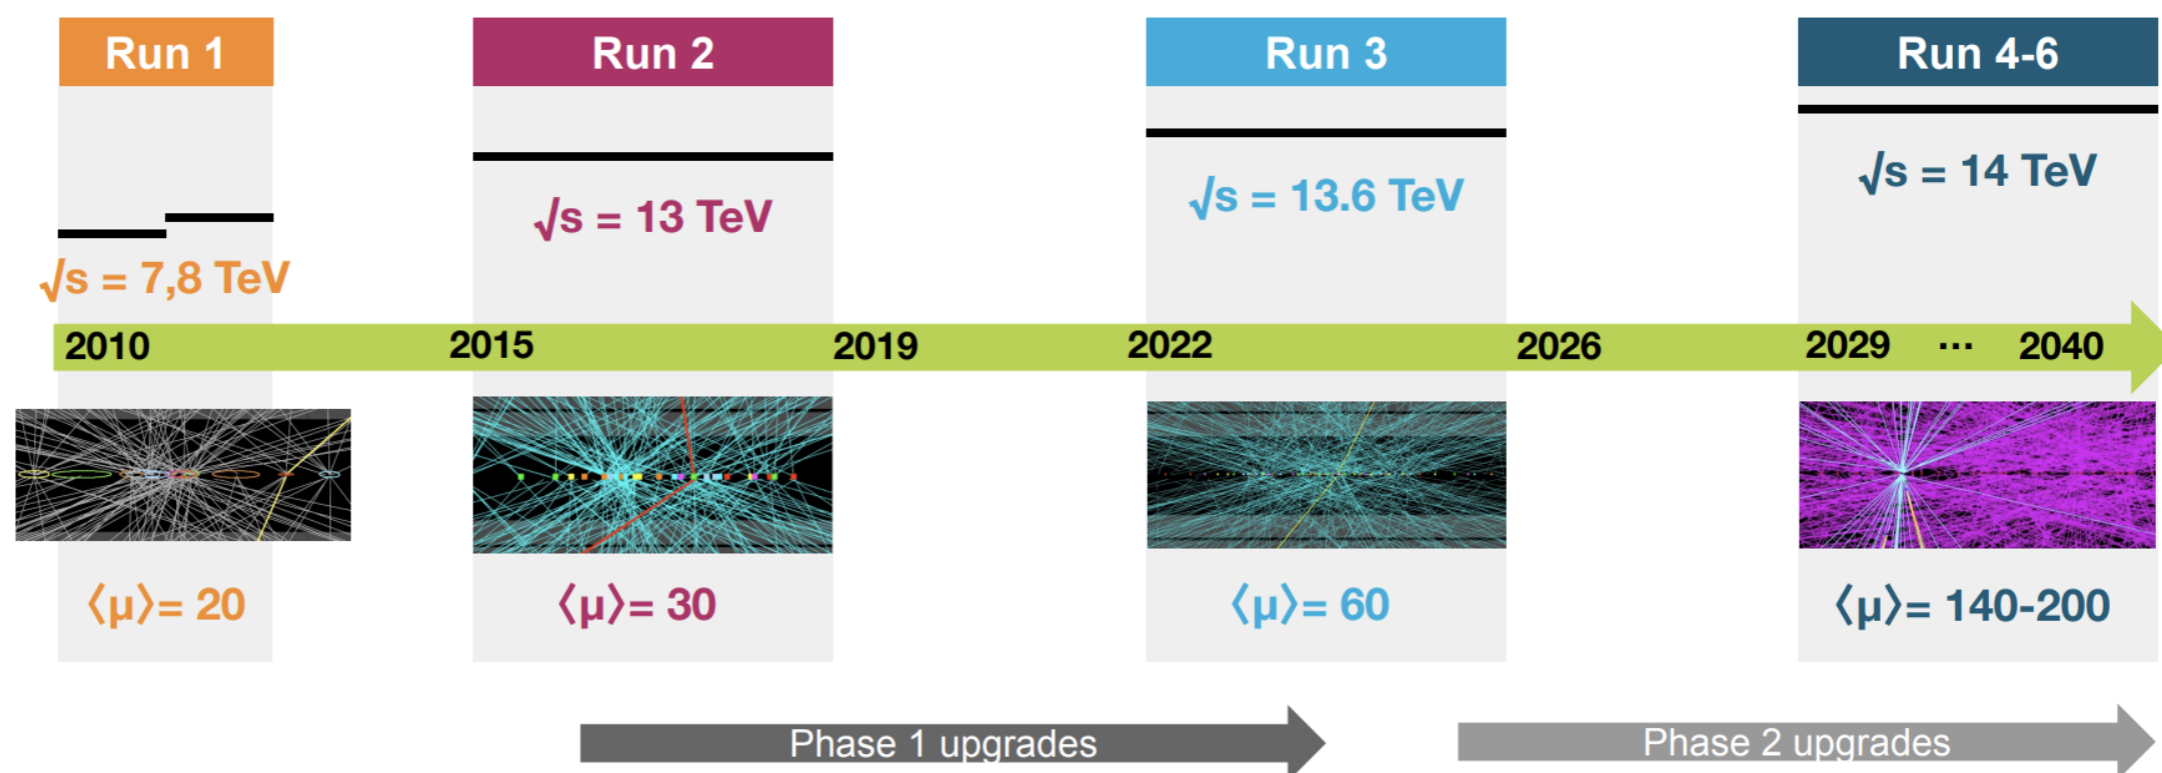 Run 1
Run 2
Run 3
Run 4-6
√s = 7,8 TeV
√s = 13 TeV
√s = 13.6 TeV
√s = 14 TeV
2010
2015
2019
2022
2026
2029 ... 2040
⟨μ⟩= 20
⟨μ⟩= 30
⟨μ⟩= 60
⟨μ⟩= 140-200
Phase 1 upgrades
Phase 2 upgrades